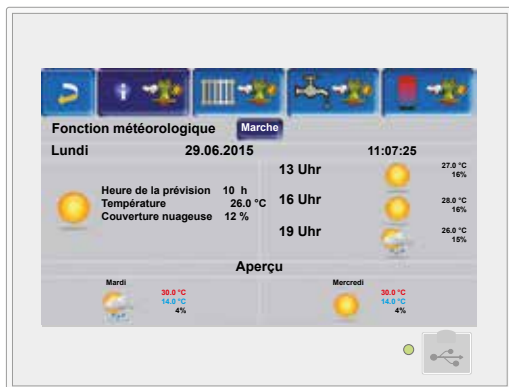 Fonction météorologique Marche
Lundi 29.06.2015 11:07:25
Heure de la prévision 10 h
Température 26.0 °C
Couverture nuageuse 12 %
13 Uhr 27.0 °C
16%
16 Uhr 28.0 °C
16%
19 Uhr 26.0 °C
15%
Aperçu
Mardi
30.0 °C
14.0 °C
4%
Mercredi
30.0 °C
14.0 °C
4%